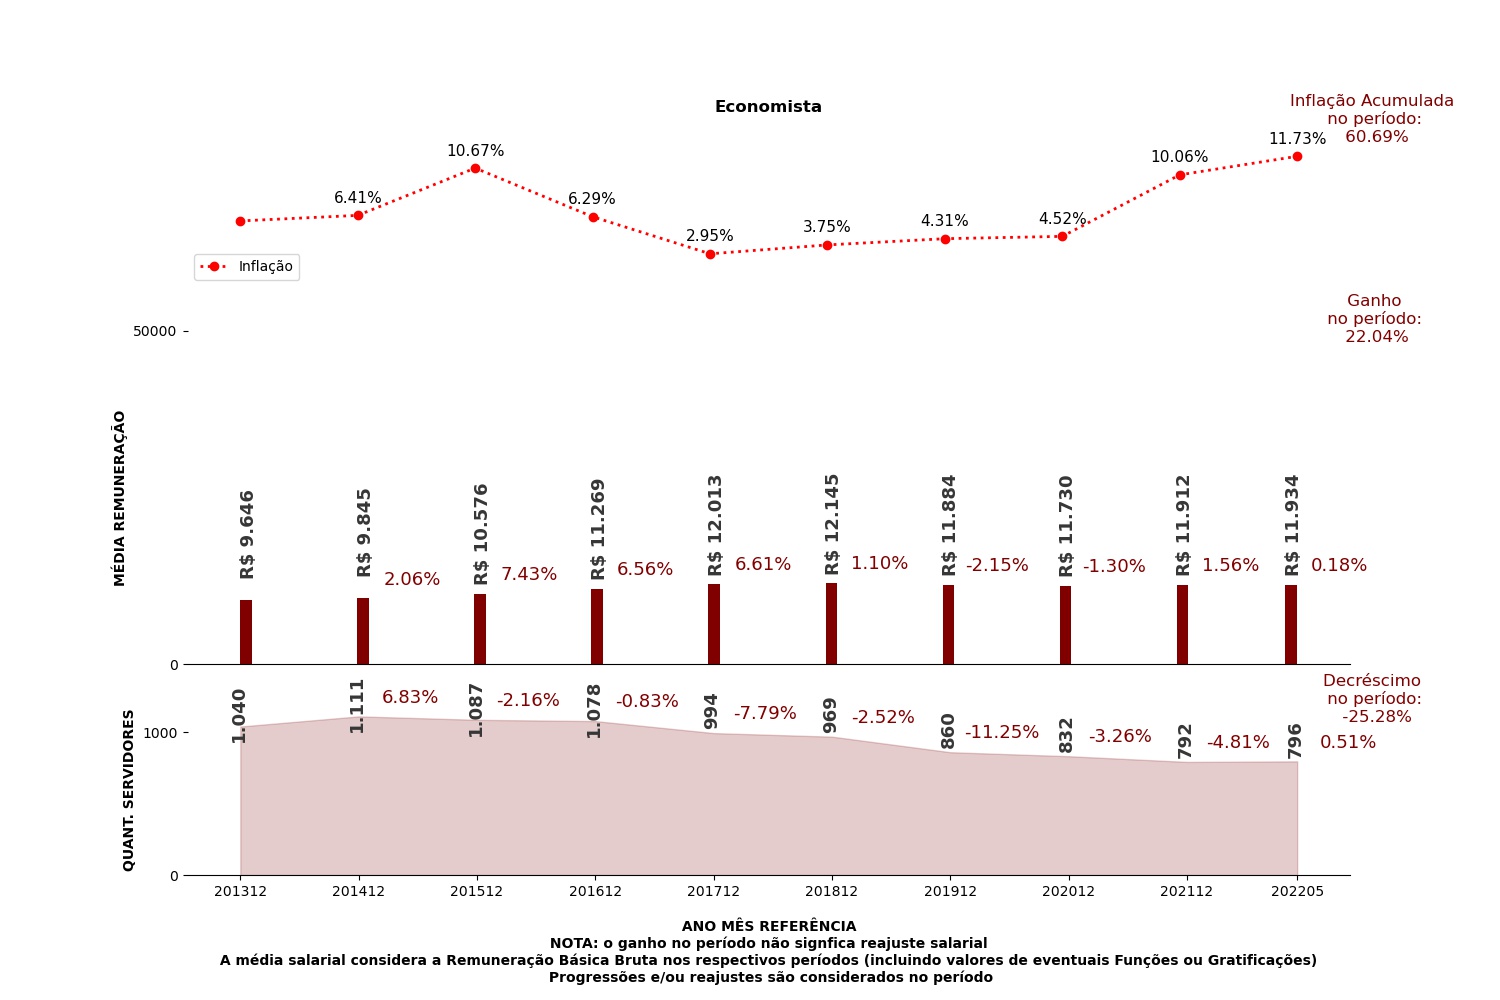 Economista
Inflação Acumulada
no período:
60.69%
6.41%
10.67%
6.29%
2.95%
3.75%
4.31%
4.52%
10.06%
11.73%
Inflação
Ganho
no período:
22.04%
50000
0
MÉDIA REMUNERAÇÃO
R$ 9.646
R$ 9.845
R$ 10.576
R$ 11.269
R$ 12.013
R$ 12.145
R$ 11.884
R$ 11.730
R$ 11.912
R$ 11.934
2.06%
7.43%
6.56%
6.61%
1.10%
-2.15%
-1.30%
1.56%
0.18%
Decréscimo
no período:
-25.28%
QUANT. SERVIDORES
1000
0
1.040
1.111
1.087
1.078
994
969
860
832
792
796
6.83%
-2.16%
-0.83%
-7.79%
-2.52%
-11.25%
-3.26%
-4.81%
0.51%
201312
201412
201512
201612
201712
201812
201912
202012
202112
202205
ANO MÊS REFERÊNCIA
NOTA: o ganho no período não signfica reajuste salarial
A média salarial considera a Remuneração Básica Bruta nos respectivos períodos (incluindo valores de eventuais Funções ou Gratificações)
Progressões e/ou reajustes são considerados no período